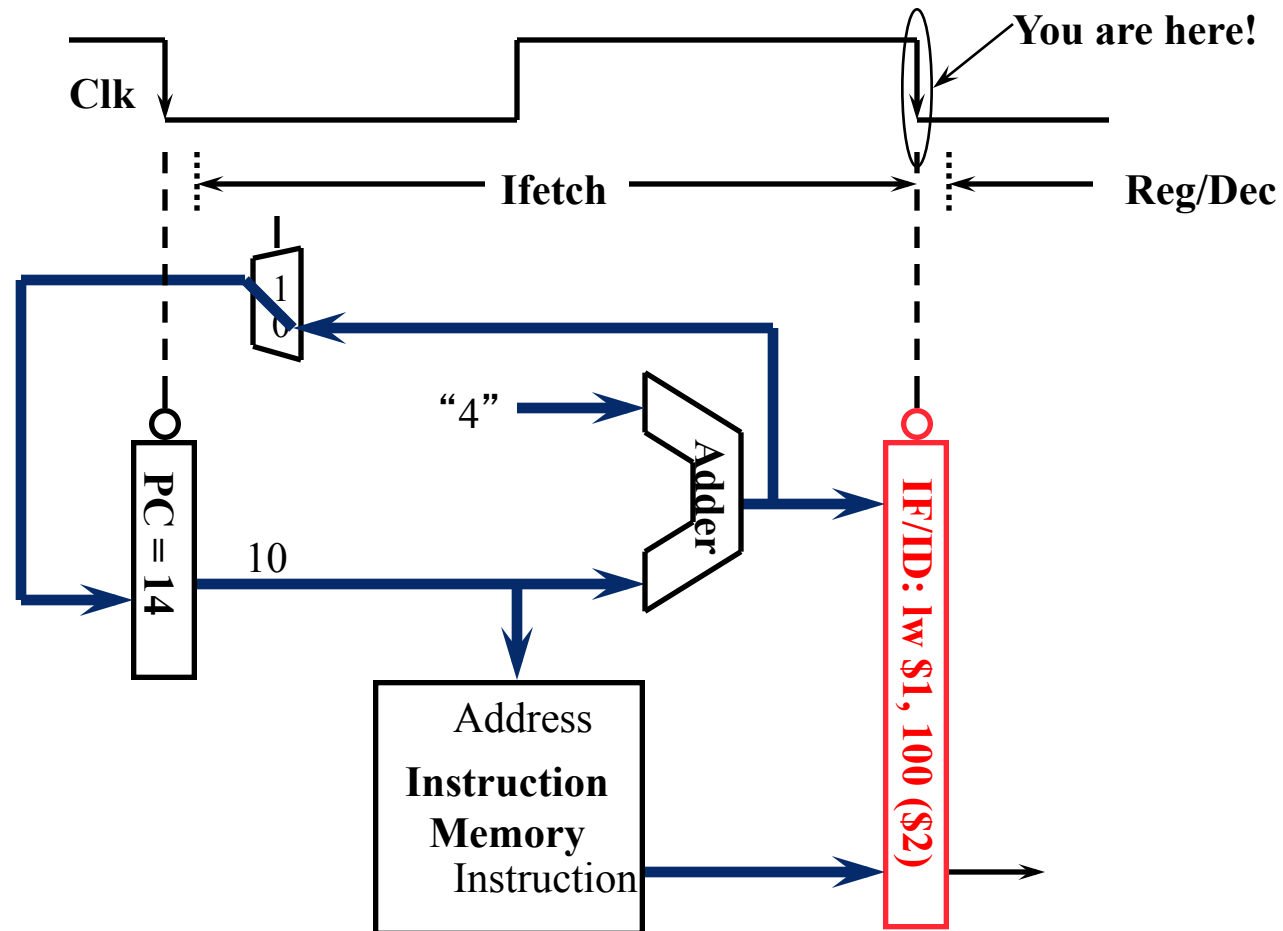 You are here!
Clk
Ifetch
Reg/Dec
1
0
“4”
Adder
PC = 14
10
IF/ID: lw $1, 100 ($2)
Address
Instruction
Memory
Instruction